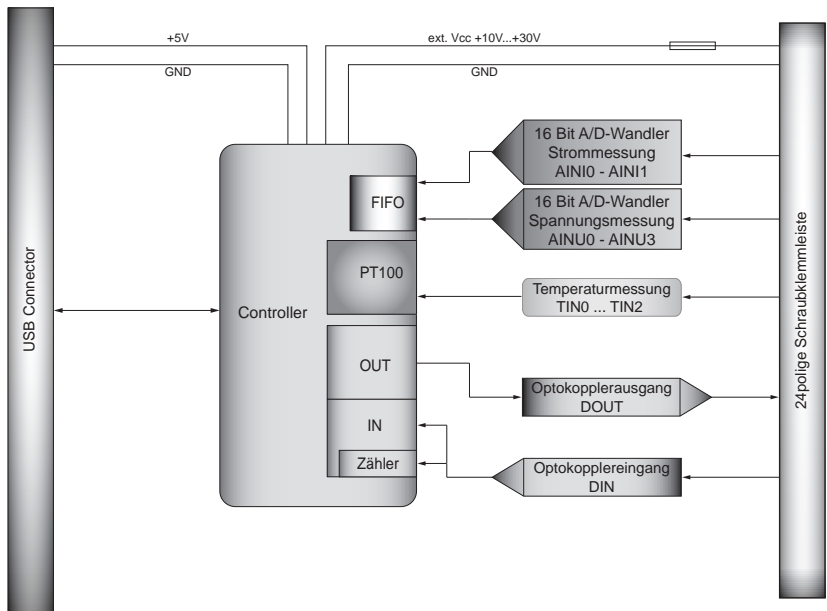 +5V
ext. Vcc +10V...+30V
GND
GND
16 Bit A/D-Wandler
Strommessung
AINI0 - AINI1
FIFO
16 Bit A/D-Wandler
Spannungsmessung
AINU0 - AINU3
PT100
Temperaturmessung
TIN0 ... TIN2
USB Connector
Controller
24polige Schraubklemmleiste
OUT
Optokopplerausgang
DOUT
IN
Zähler
Optokopplereingang
DIN